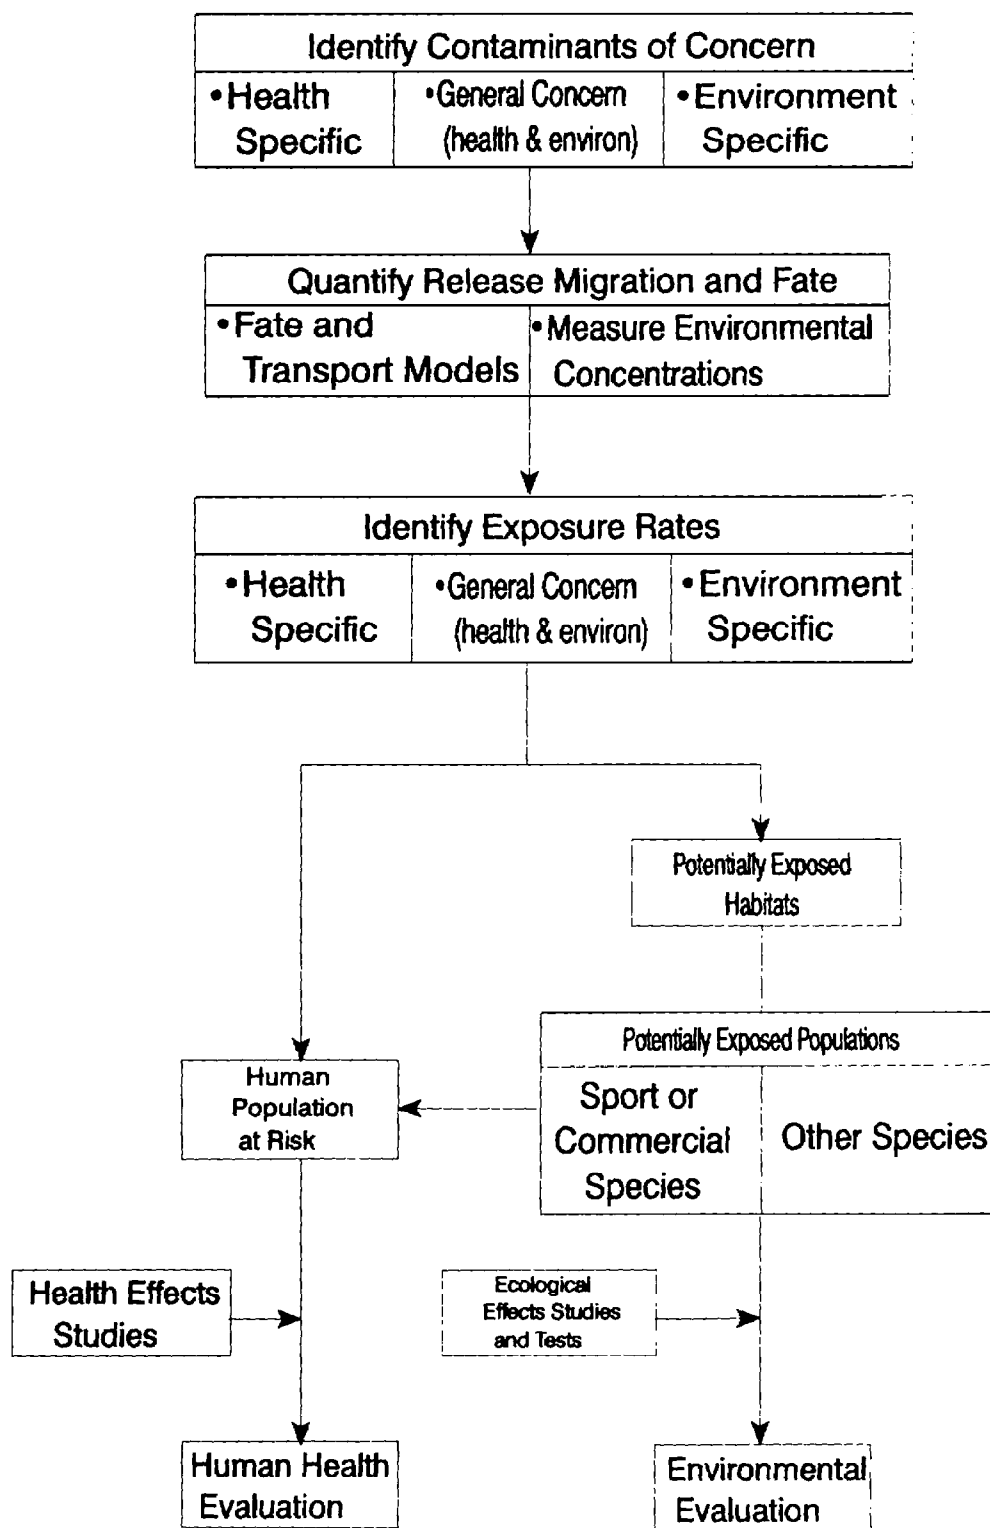 Identify Contaminants of Concern
•Health
Specific
•General Concern
(health & environ)
•Environment
Specific
Quantify Release Migration and Fate
•Fate and
Transport Models
•Measure Environmental
Concentrations
Identify Exposure Rates
•Health
Specific
•General Concern
(health & environ)
•Environment
Specific
Potentially Exposed
Habitats
Potentially Exposed Populations
Human
Population
at Risk
Sport or
Commercial
Species
Other Species
Health Effects
Studies
Ecological
Effects Studies
and Tests
Human Health
Evaluation
Environmental
Evaluation